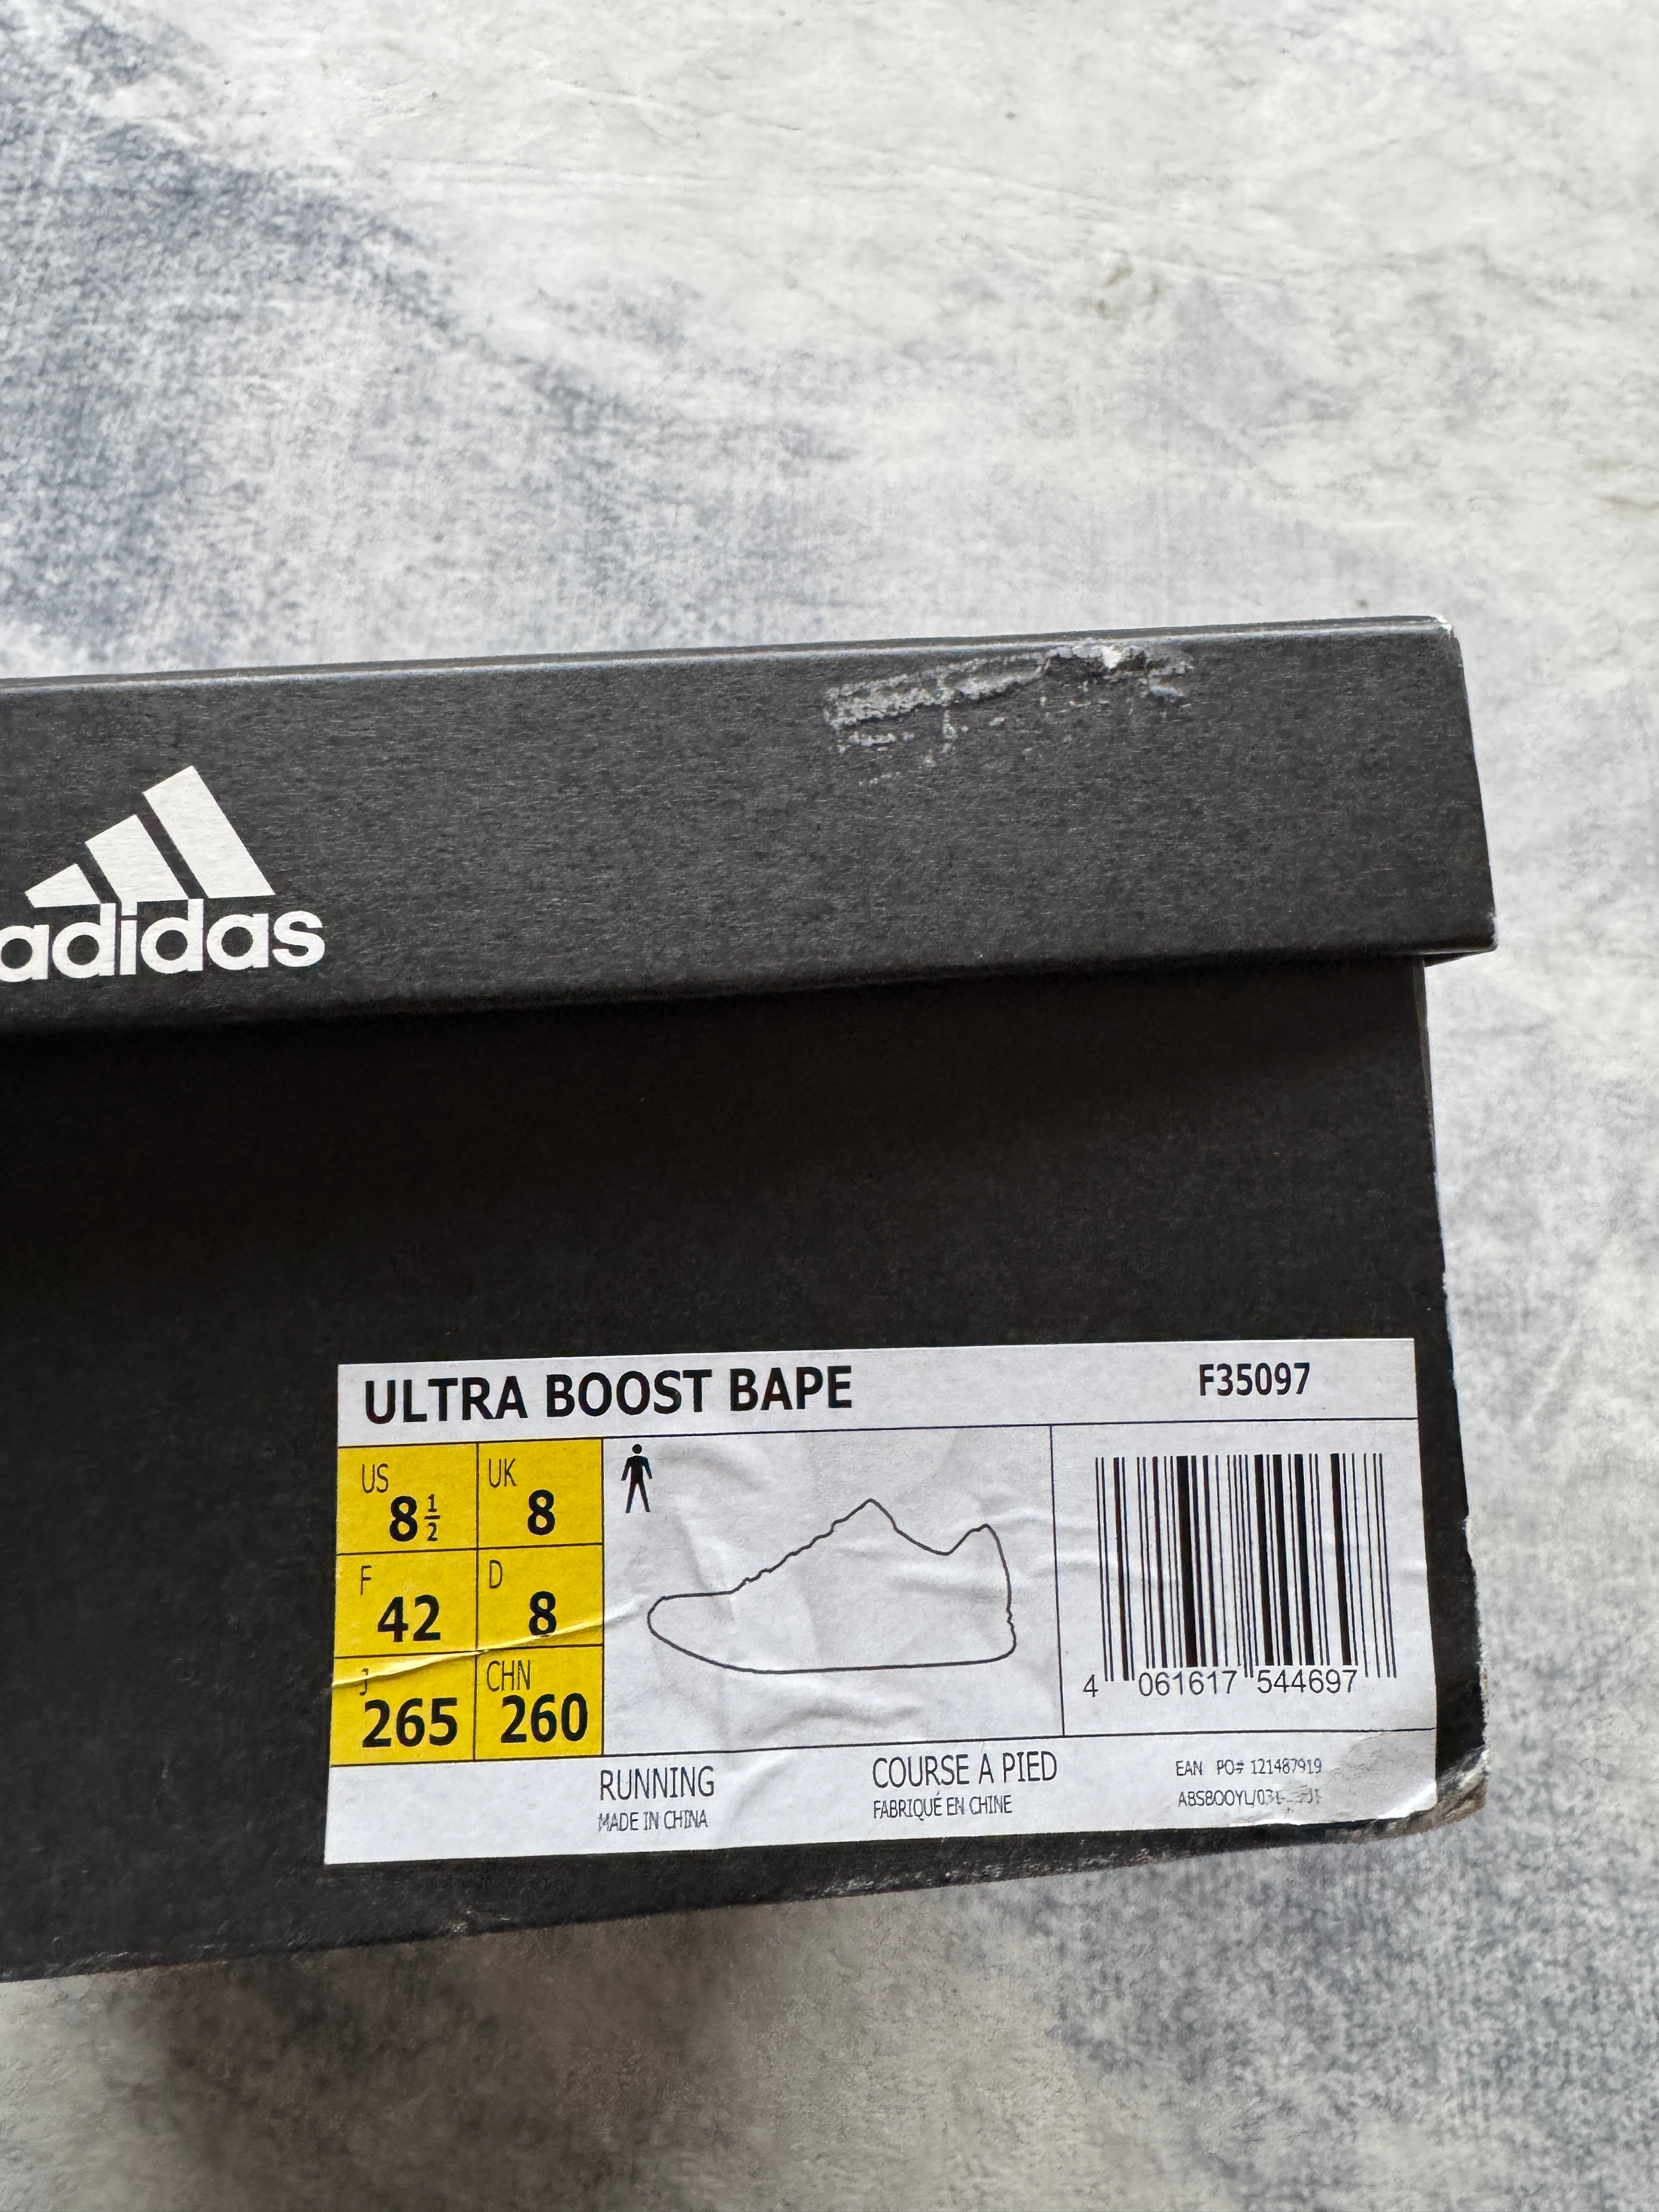 adidas
ULTRA BOOST BAPE F35097
US 8½ UK 8
F 42 D 8
J 265 CHN 260
4 061617 544697
RUNNING COURSE A PIED EAN PO# 121487919
MADE IN CHINA FABRIQUÉ EN CHINE